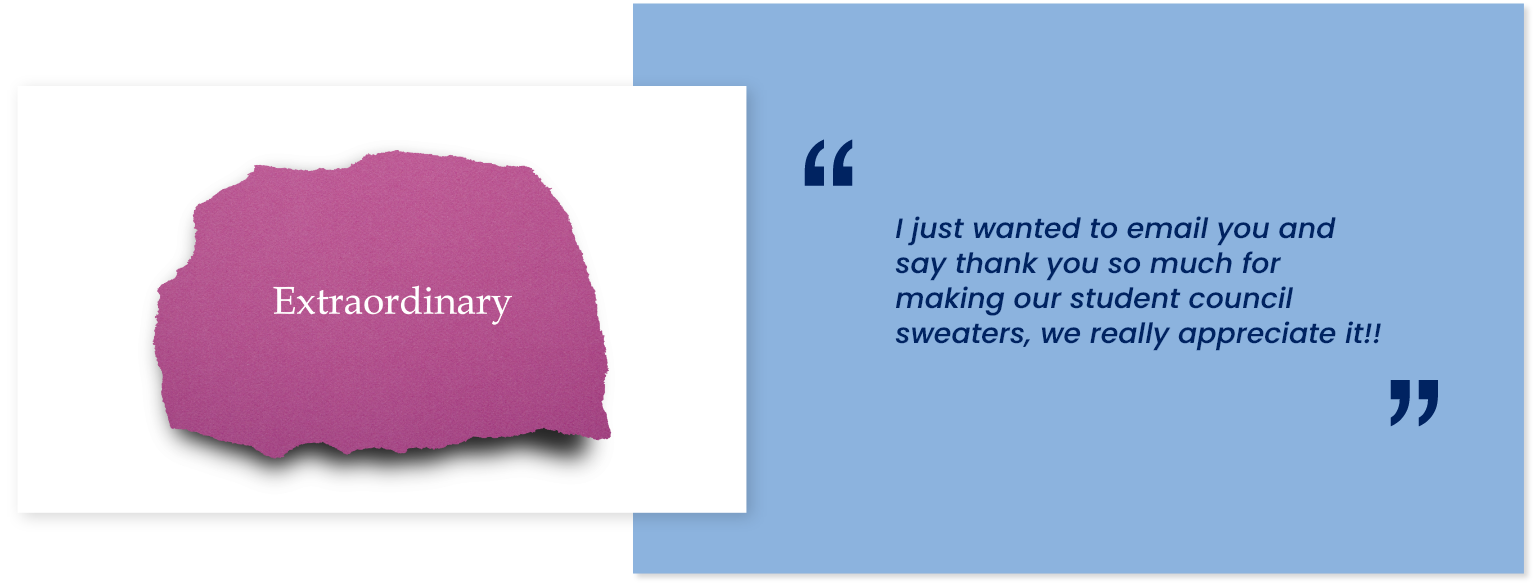 Extraordinary
“
I just wanted to email you and
say thank you so much for
making our student council
sweaters, we really appreciate it!!
”